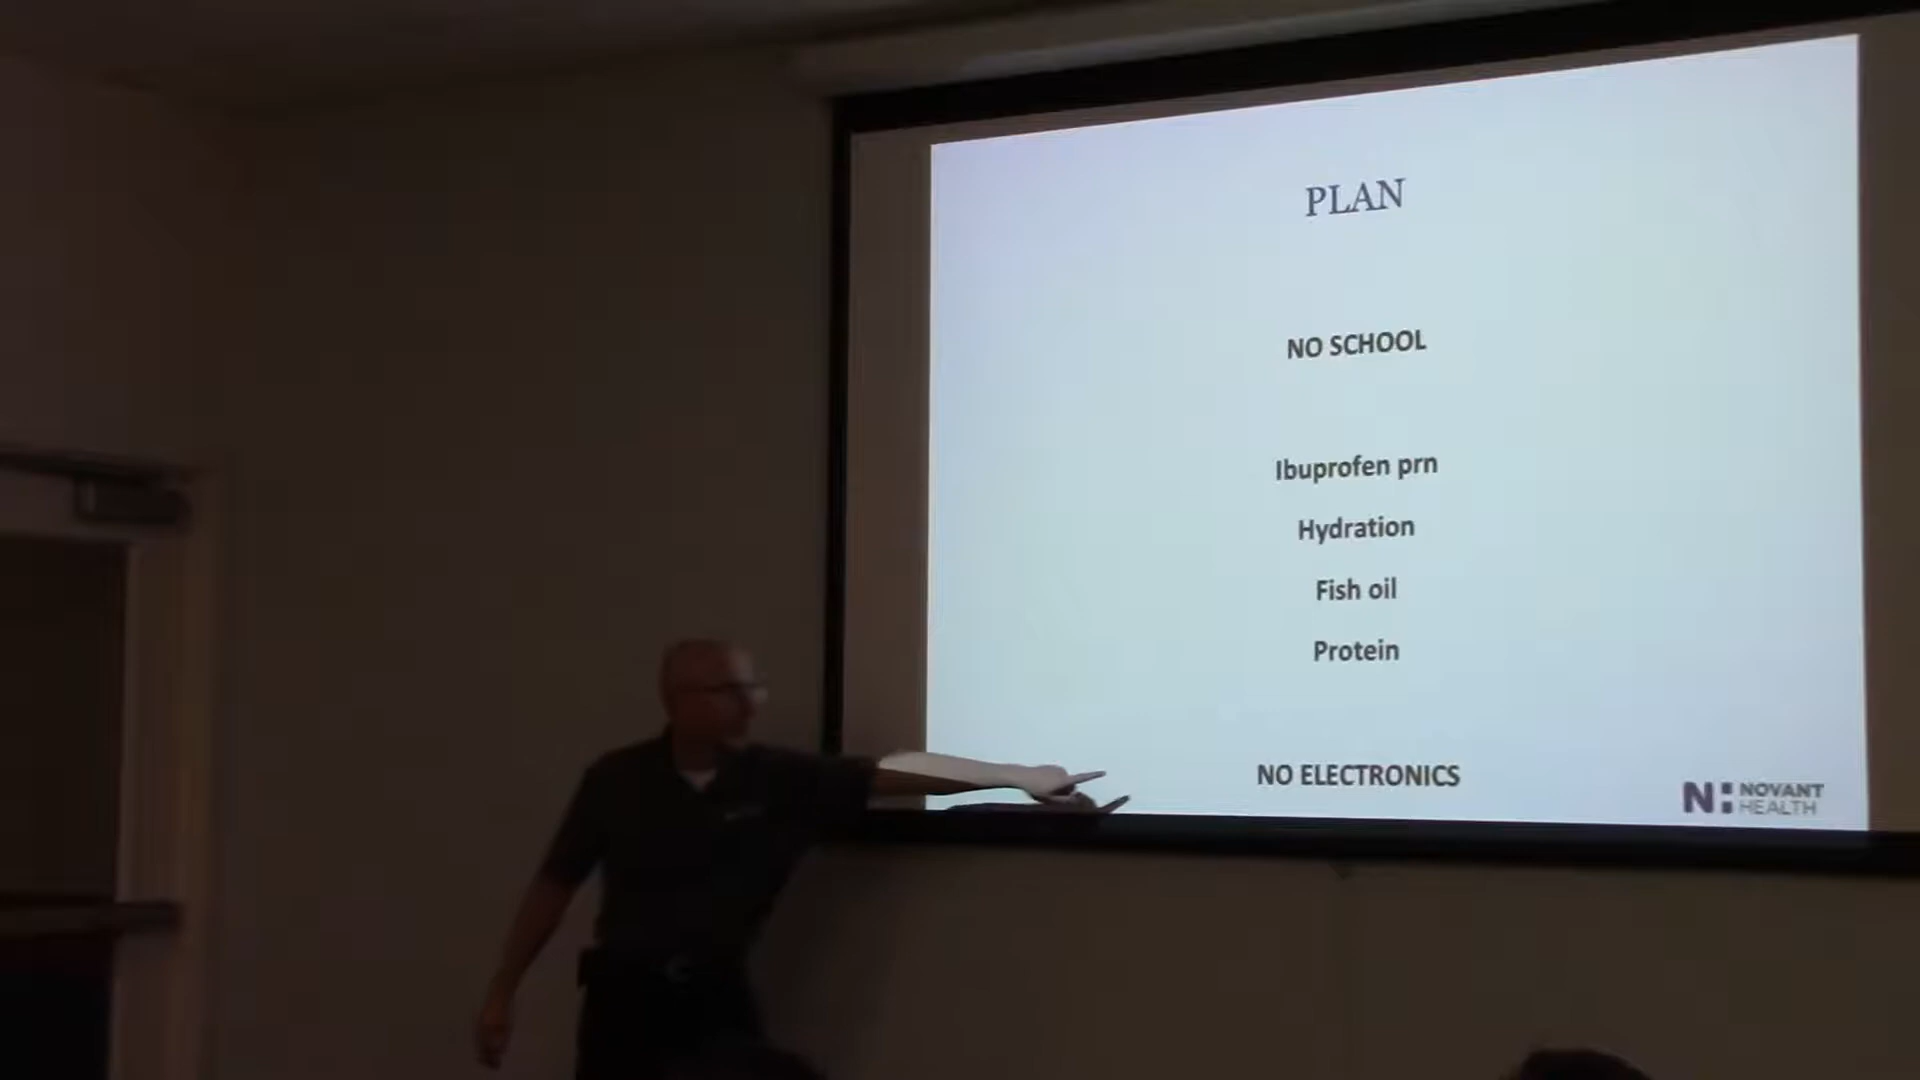 PLAN
NO SCHOOL
Ibuprofen prn
Hydration
Fish oil
Protein
NO ELECTRONICS
N
NOVANT
HEALTH